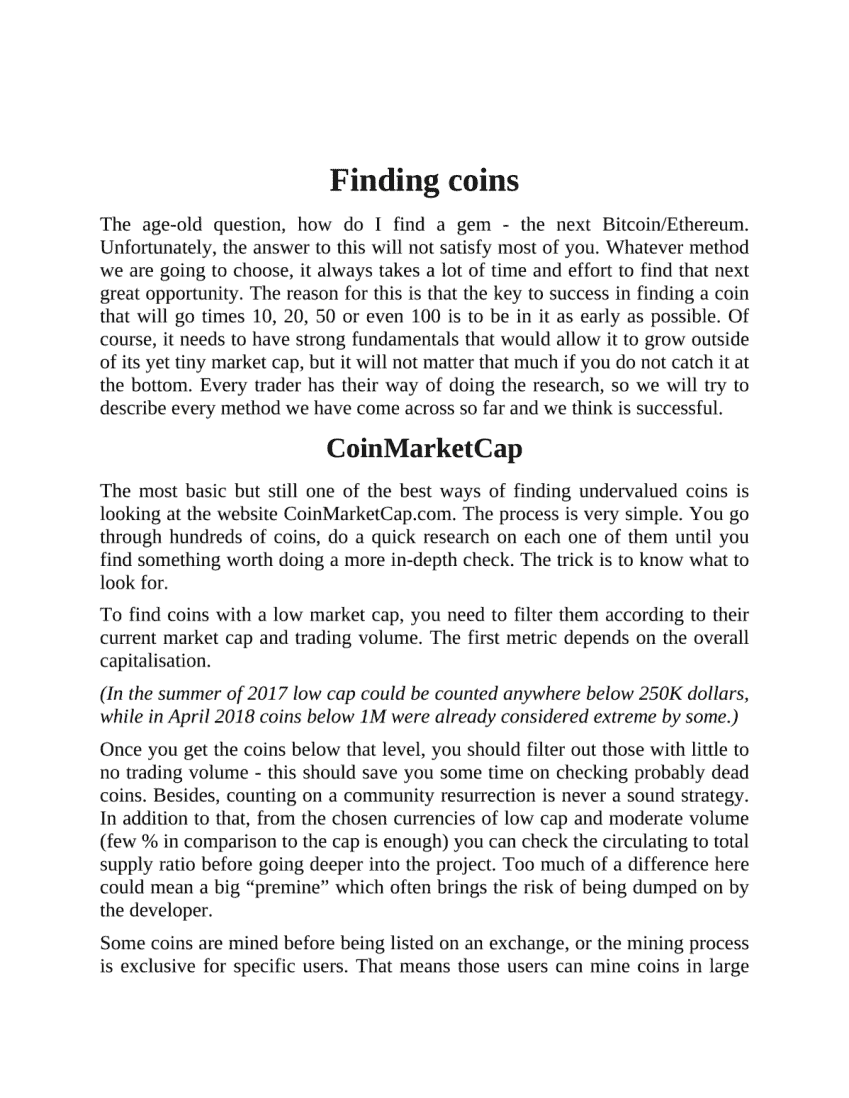 Finding coins
The age-old question, how do I find a gem - the next Bitcoin/Ethereum.
Unfortunately, the answer to this will not satisfy most of you. Whatever method
we are going to choose, it always takes a lot of time and effort to find that next
great opportunity. The reason for this is that the key to success in finding a coin
that will go times 10, 20, 50 or even 100 is to be in it as early as possible. Of
course, it needs to have strong fundamentals that would allow it to grow outside
of its yet tiny market cap, but it will not matter that much if you do not catch it at
the bottom. Every trader has their way of doing the research, so we will try to
describe every method we have come across so far and we think is successful.
CoinMarketCap
The most basic but still one of the best ways of finding undervalued coins is
looking at the website CoinMarketCap.com. The process is very simple. You go
through hundreds of coins, do a quick research on each one of them until you
find something worth doing a more in-depth check. The trick is to know what to
look for.
To find coins with a low market cap, you need to filter them according to their
current market cap and trading volume. The first metric depends on the overall
capitalisation.
(In the summer of 2017 low cap could be counted anywhere below 250K dollars,
while in April 2018 coins below 1M were already considered extreme by some.)
Once you get the coins below that level, you should filter out those with little to
no trading volume - this should save you some time on checking probably dead
coins. Besides, counting on a community resurrection is never a sound strategy.
In addition to that, from the chosen currencies of low cap and moderate volume
(few % in comparison to the cap is enough) you can check the circulating to total
supply ratio before going deeper into the project. Too much of a difference here
could mean a big “premine” which often brings the risk of being dumped on by
the developer.
Some coins are mined before being listed on an exchange, or the mining process
is exclusive for specific users. That means those users can mine coins in large